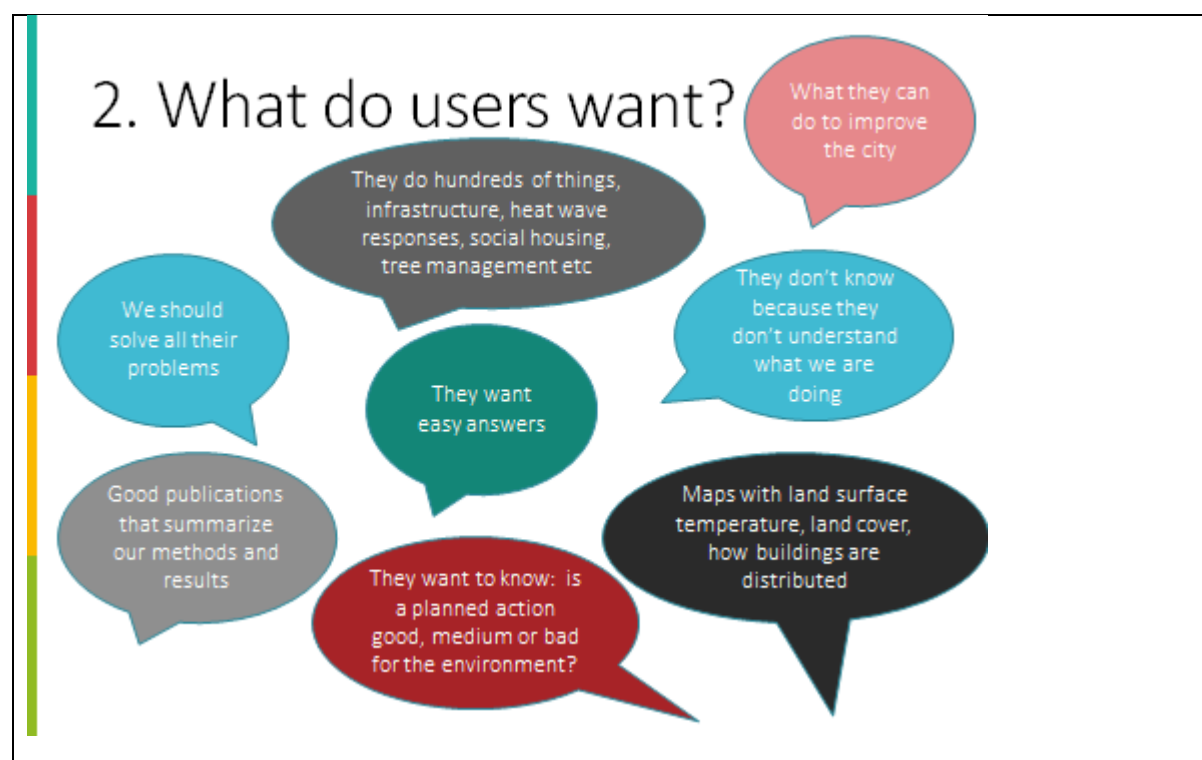 2. What do users want?
What they can
do to improve
the city
They do hundreds of things,
infrastructure, heat wave
responses, social housing,
tree management etc
We should
solve all their
problems
They don’t know
because they
don’t understand
what we are
doing
They want
easy answers
Good publications
that summarize
our methods and
results
Maps with land surface
temperature, land cover,
how buildings are
distributed
They want to know: is
a planned action
good, medium or bad
for the environment?